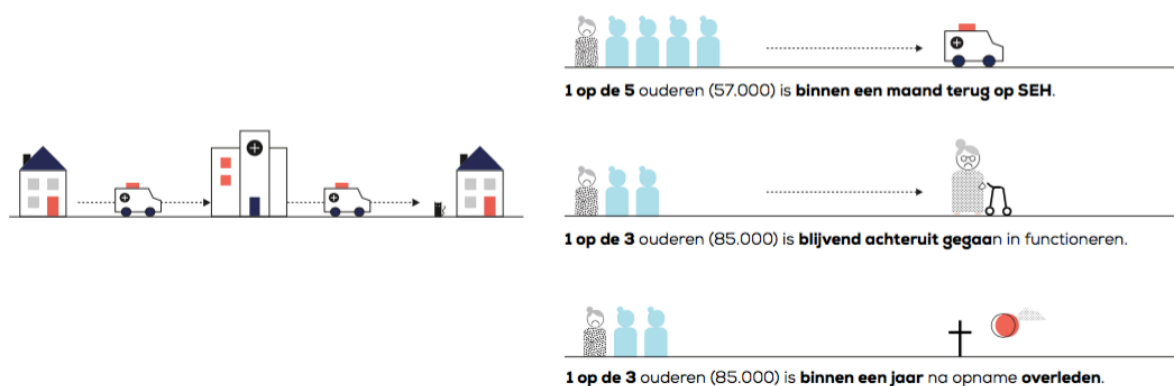 1 op de 5 ouderen (57.000) is binnen een maand terug op SEH.
1 op de 3 ouderen (85.000) is blijvend achteruit gegaan in functioneren.
1 op de 3 ouderen (85.000) is binnen een jaar na opname overleden.